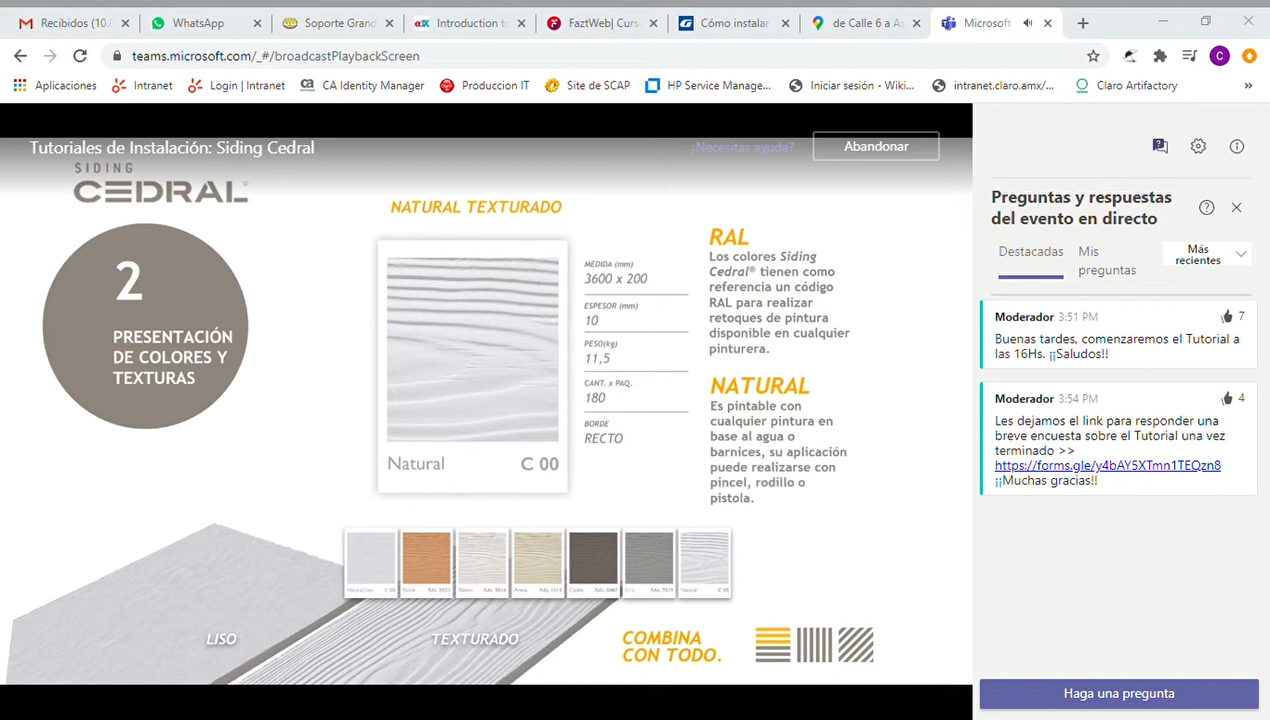 Recibidos (10.
WhatsApp
Soporte Grand
Introduction to
FaztWeb| Curs
Cómo instalar
de Calle 6 a A
Microsoft
teams.microsoft.com/_#/broadcastPlaybackScreen
C
Aplicaciones
Intranet
Login | Intranet
CA Identity Manager
Produccion IT
Site de SCAP
HP Service Manage...
Iniciar sesión - Wiki...
intranet.claro.amx/...
Claro Artifactory
»
Tutoriales de Instalación: Siding Cedral
¿Necesitas ayuda?
Abandonar
SIDING
CEDRAL®
2
PRESENTACIÓN
DE COLORES Y
TEXTURAS
NATURAL TEXTURADO
Natural C 00
MEDIDA (mm)
3600 x 200
ESPESOR (mm)
10
PESO(kg)
11,5
CANT. x PAQ.
180
BORDE
RECTO
RAL
Los colores Siding
Cedral® tienen como
referencia un código
RAL para realizar
retoques de pintura
disponible en cualquier
pinturera.
NATURAL
Es pintable con
cualquier pintura en
base al agua o
barnices, su aplicación
puede realizarse con
pincel, rodillo o
pistola.
LISO
TEXTURADO
COMBINA
CON TODO.
Preguntas y respuestas
del evento en directo
Destacadas
Mis
preguntas
Más
recientes
Moderador 3:51 PM
7
Buenas tardes, comenzaremos el Tutorial a
las 16Hs. ¡¡Saludos!!
Moderador 3:54 PM
4
Les dejamos el link para responder una
breve encuesta sobre el Tutorial una vez
terminado >>
https://forms.gle/y4bAY5XTmn1TEQzn8
¡¡Muchas gracias!!
Haga una pregunta